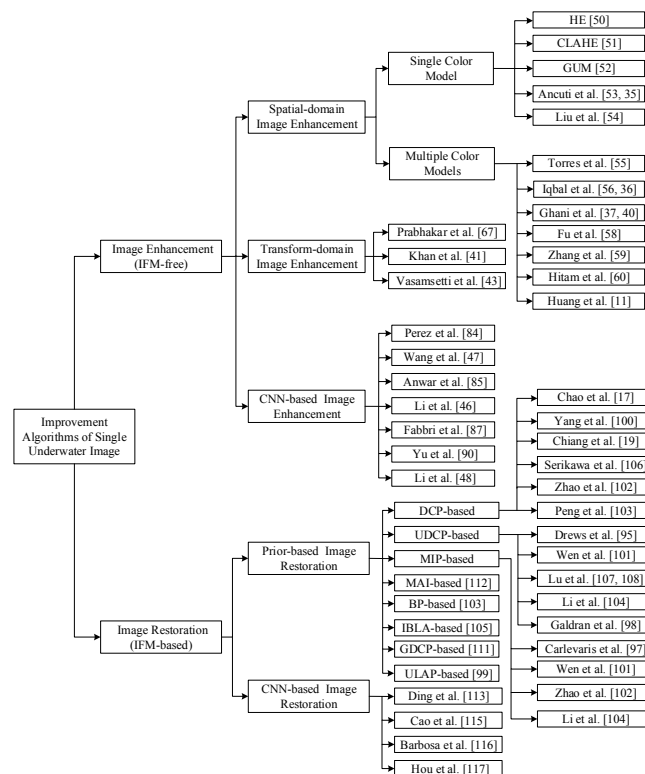 Improvement
Algorithms of Single
Underwater Image
Image Enhancement
(IFM-free)
Spatial-domain
Image Enhancement
Single Color
Model
HE [50]
CLAHE [51]
GUM [52]
Ancuti et al. [53, 35]
Liu et al. [54]
Multiple Color
Models
Torres et al. [55]
Iqbal et al. [56, 36]
Ghani et al. [37, 40]
Fu et al. [58]
Zhang et al. [59]
Hitam et al. [60]
Huang et al. [11]
Transform-domain
Image Enhancement
Prabhakar et al. [67]
Khan et al. [41]
Vasamsetti et al. [43]
CNN-based Image
Enhancement
Perez et al. [84]
Wang et al. [47]
Anwar et al. [85]
Li et al. [46]
Fabbri et al. [87]
Yu et al. [90]
Li et al. [48]
Image Restoration
(IFM-based)
Prior-based Image
Restoration
DCP-based
Chao et al. [17]
Yang et al. [100]
Chiang et al. [19]
Serikawa et al. [106]
Zhao et al. [102]
Peng et al. [103]
UDCP-based
Drews et al. [95]
Wen et al. [101]
Lu et al. [107, 108]
Li et al. [104]
Galdran et al. [98]
MIP-based
Carlevaris et al. [97]
Wen et al. [101]
Zhao et al. [102]
Li et al. [104]
MAI-based [112]
BP-based [103]
IBLA-based [105]
GDCP-based [111]
ULAP-based [99]
CNN-based Image
Restoration
Ding et al. [113]
Cao et al. [115]
Barbosa et al. [116]
Hou et al. [117]